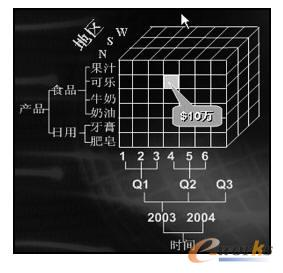 地区
W
S
N
果汁
可乐
食品
牛奶
产品
奶油
牙膏
日用
肥皂
$10万
1 2 3 4 5 6
Q1 Q2 Q3
2003 2004
时间
e-works